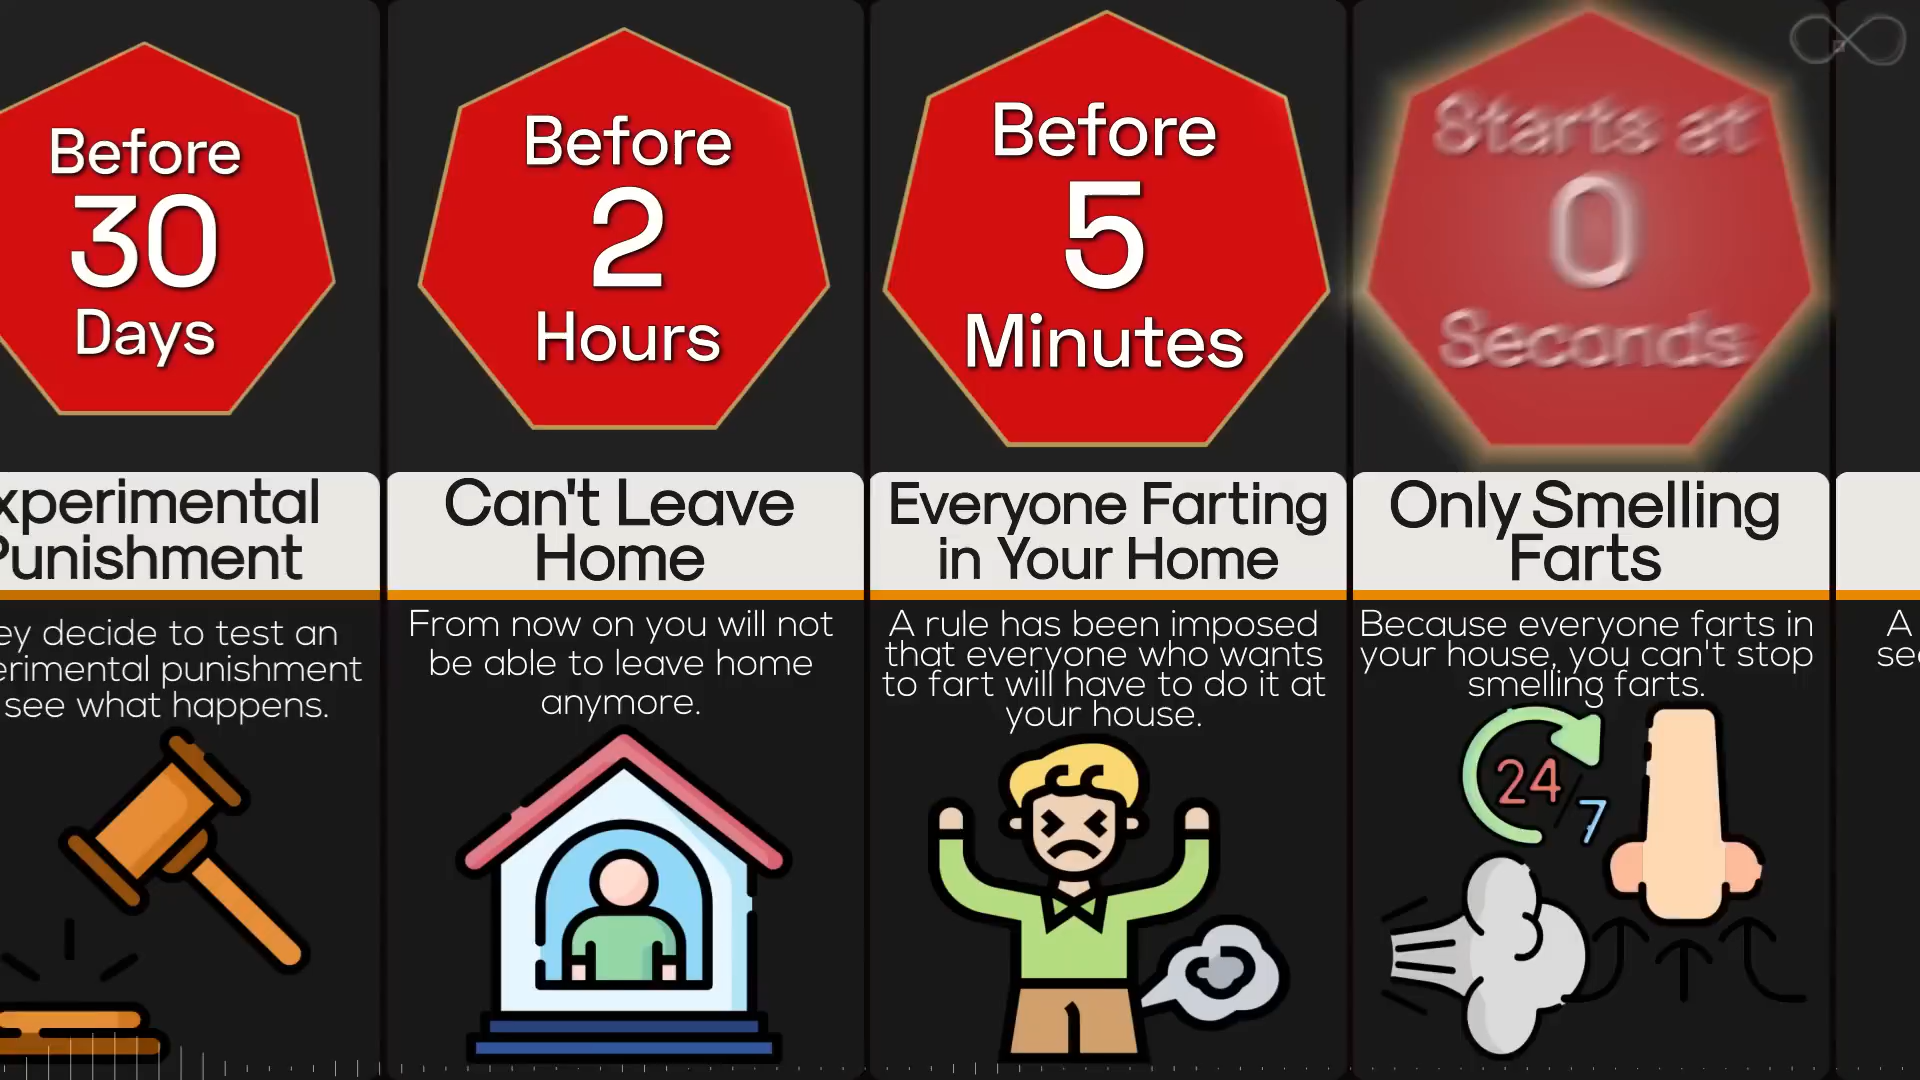 Before
30
Days
xperimental
Punishment
ey decide to test an
erimental punishment
see what happens.
Before
2
Hours
Can't Leave
Home
From now on you will not
be able to leave home
anymore.
Before
5
Minutes
Everyone Farting
in Your Home
A rule has been imposed
that everyone who wants
to fart will have to do it at
your house.
Starts at
0
Seconds
Only Smelling
Farts
Because everyone farts in
your house, you can't stop
smelling farts.
24/7
A